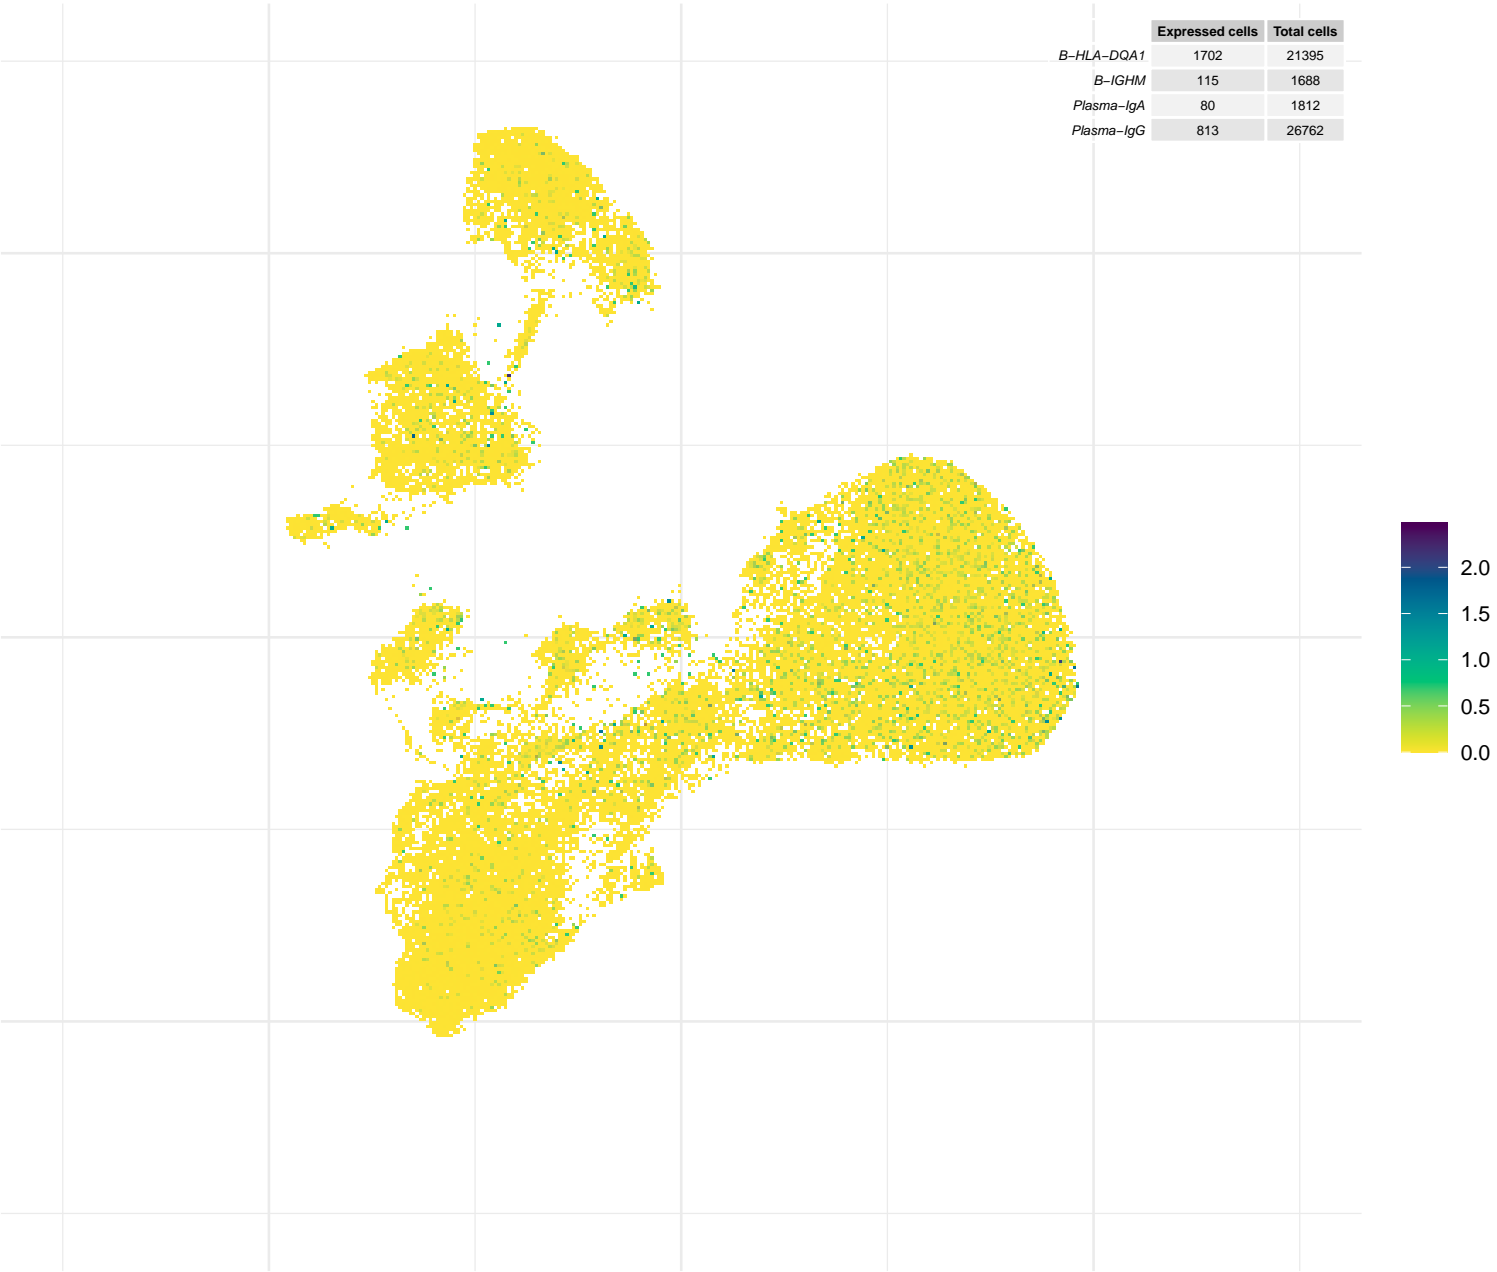 Expressed cells Total cells
B−HLA−DQA1 1702 21395
B−IGHM 115 1688
Plasma−IgA 80 1812
Plasma−IgG 813 26762
2.0
1.5
1.0
0.5
0.0